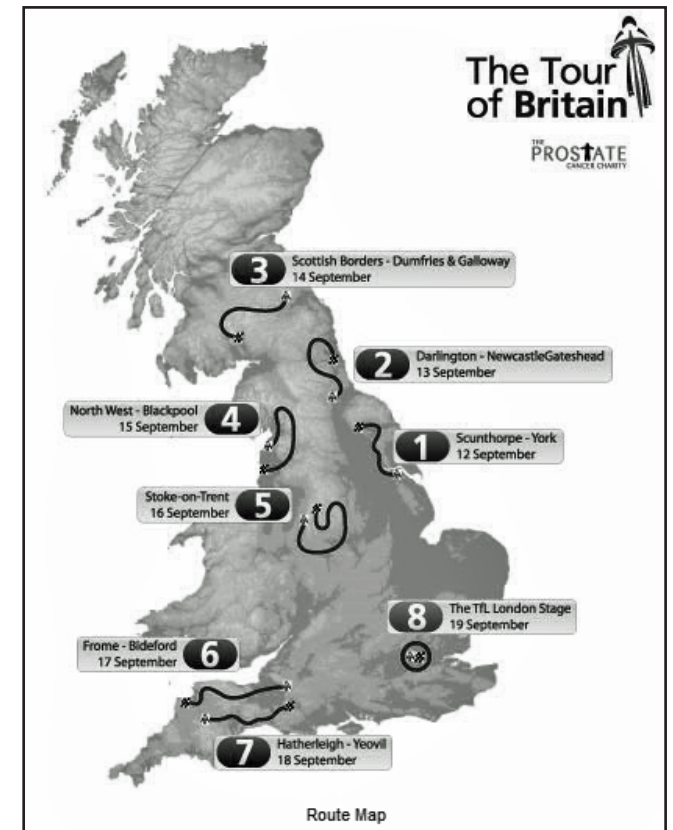 The Tour
of Britain
THE
PROSTATE
CANCER CHARITY
3
Scottish Borders - Dumfries & Galloway
14 September
2
Darlington - NewcastleGateshead
13 September
North West - Blackpool
15 September
4
1
Scunthorpe - York
12 September
Stoke-on-Trent
16 September
5
8
The TfL London Stage
19 September
Frome - Bideford
17 September
6
7
Hatherleigh - Yeovil
18 September
Route Map